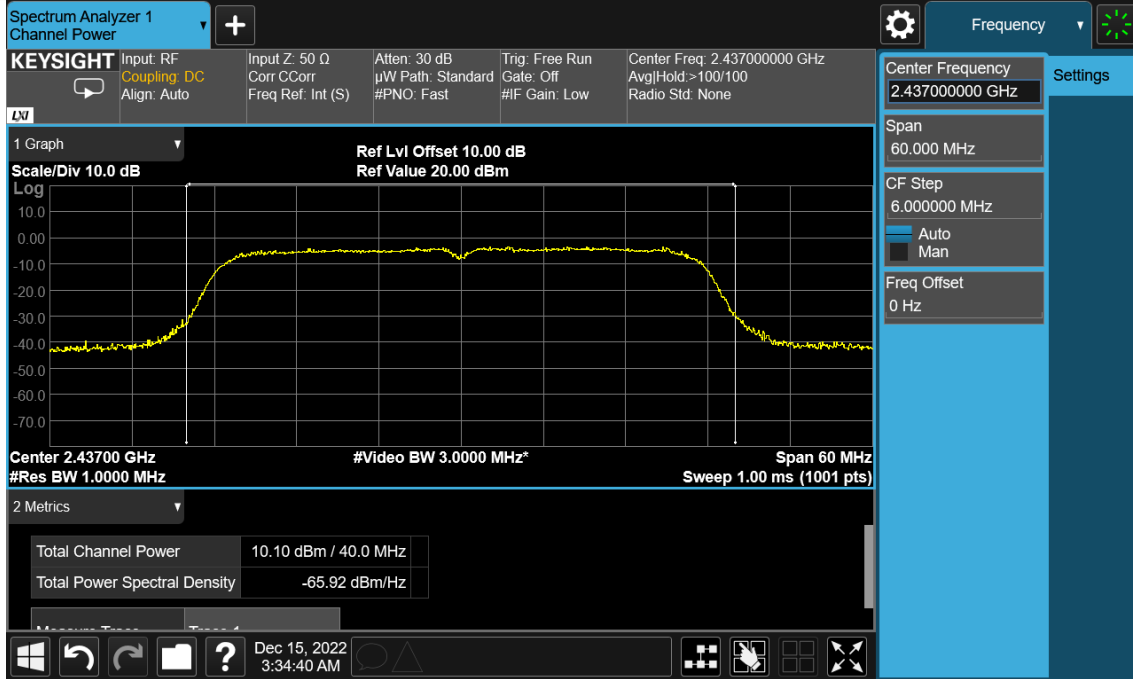 Spectrum Analyzer 1
Channel Power
+
Frequency
KEYSIGHT
LXI
Input: RF
Coupling: DC
Align: Auto
Input Z: 50 Ω
Corr CCorr
Freq Ref: Int (S)
Atten: 30 dB
µW Path: Standard
#PNO: Fast
Trig: Free Run
Gate: Off
#IF Gain: Low
Center Freq: 2.437000000 GHz
Avg|Hold:>100/100
Radio Std: None
Center Frequency
2.437000000 GHz
Settings
Span
60.000 MHz
CF Step
6.000000 MHz
Auto
Man
Freq Offset
0 Hz
1 Graph
Scale/Div 10.0 dB
Ref Lvl Offset 10.00 dB
Ref Value 20.00 dBm
Log
10.0
0.00
-10.0
-20.0
-30.0
-40.0
-50.0
-60.0
-70.0
Center 2.43700 GHz
#Video BW 3.0000 MHz*
Span 60 MHz
#Res BW 1.0000 MHz
Sweep 1.00 ms (1001 pts)
2 Metrics
Total Channel Power 10.10 dBm / 40.0 MHz
Total Power Spectral Density -65.92 dBm/Hz
?
Dec 15, 2022
3:34:40 AM